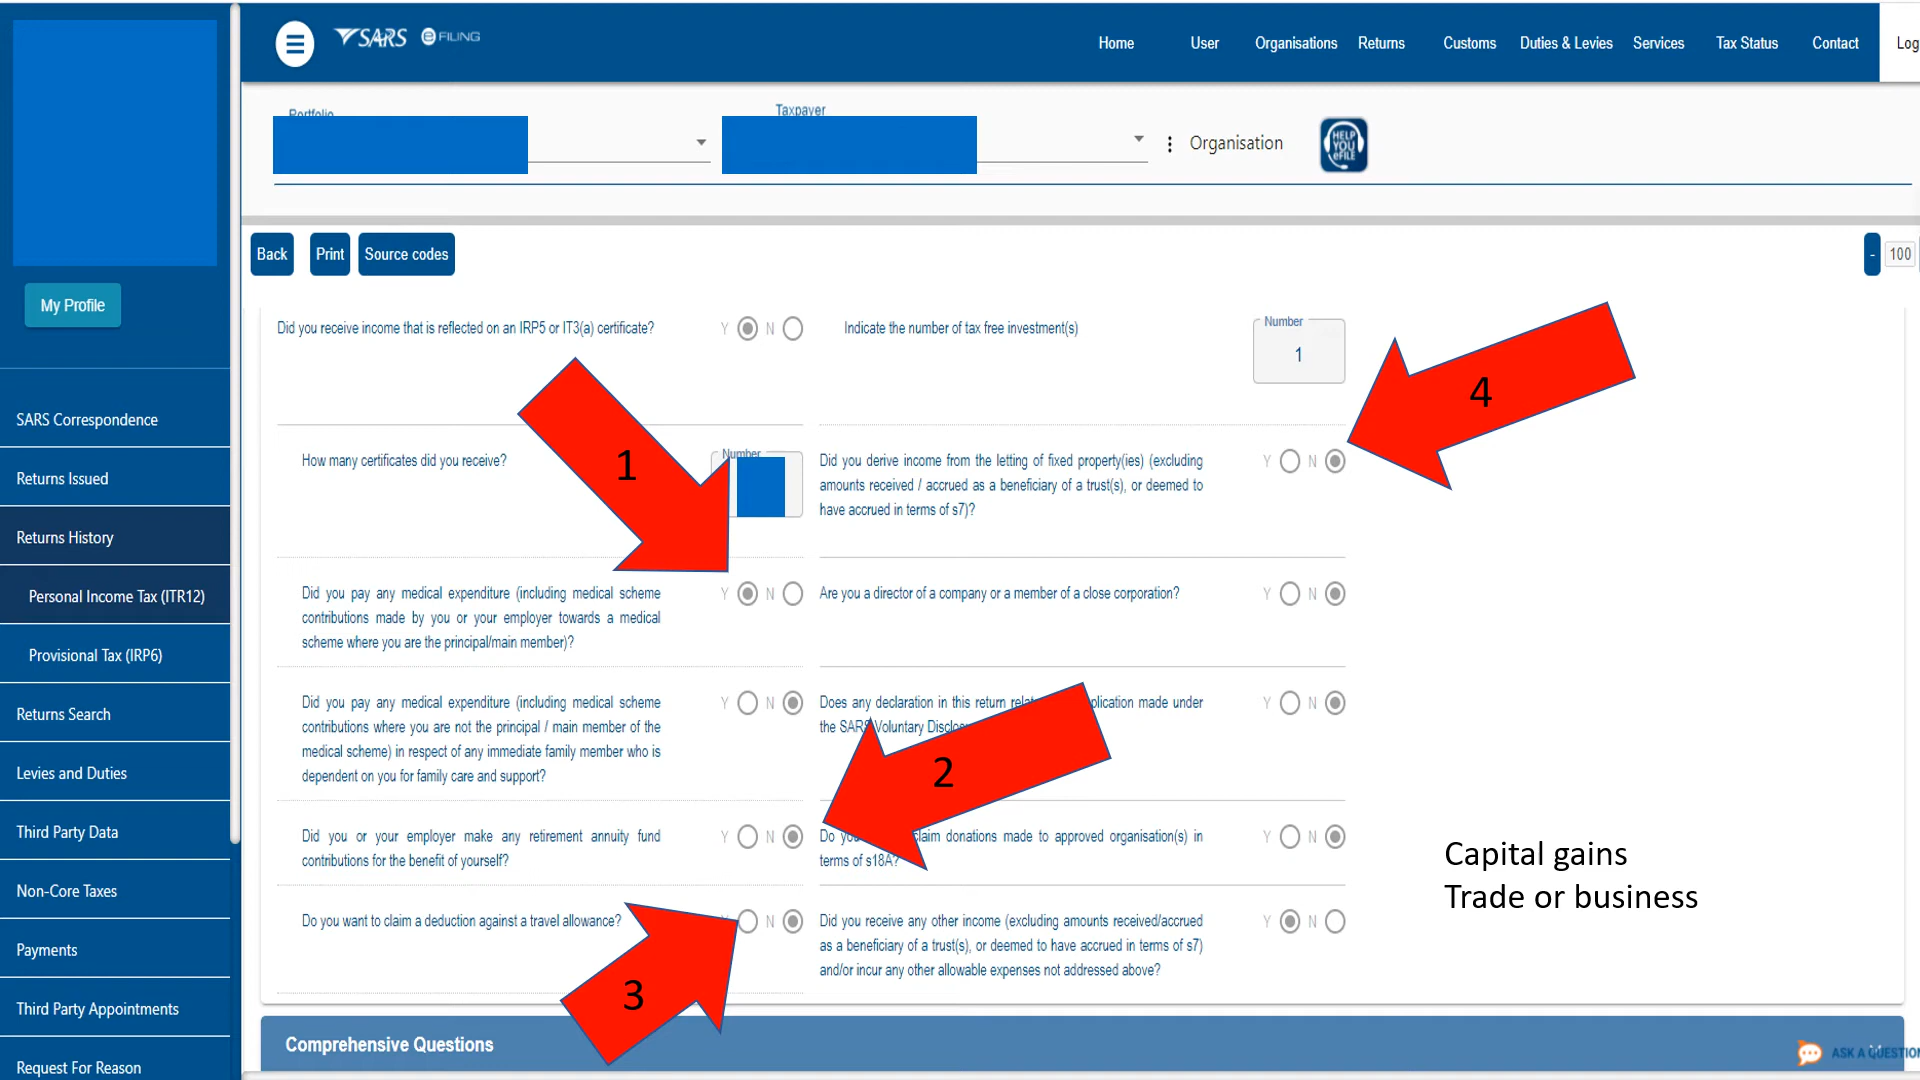 SARS eFILING
Home
User
Organisations
Returns
Customs
Duties & Levies
Services
Tax Status
Contact
Log
Portfolio
Taxpayer
Organisation
HELP
YOU
eFILE
Back
Print
Source codes
-
100
My Profile
SARS Correspondence
Returns Issued
Returns History
Personal Income Tax (ITR12)
Provisional Tax (IRP6)
Returns Search
Levies and Duties
Third Party Data
Non-Core Taxes
Payments
Third Party Appointments
Request For Reason
Did you receive income that is reflected on an IRP5 or IT3(a) certificate?
Y N
How many certificates did you receive?
Number
Did you pay any medical expenditure (including medical scheme
contributions made by you or your employer towards a medical
scheme where you are the principal/main member)?
Y N
Did you pay any medical expenditure (including medical scheme
contributions where you are not the principal / main member of the
medical scheme) in respect of any immediate family member who is
dependent on you for family care and support?
Y N
Did you or your employer make any retirement annuity fund
contributions for the benefit of yourself?
Y N
Do you want to claim a deduction against a travel allowance?
N
Indicate the number of tax free investment(s)
Number
1
Did you derive income from the letting of fixed property(ies) (excluding
amounts received / accrued as a beneficiary of a trust(s), or deemed to
have accrued in terms of s7)?
Y N
Are you a director of a company or a member of a close corporation?
Y N
Does any declaration in this return made under
the SARS Voluntary
Y N
Do claim donations made to approved organisation(s) in
terms of s18A?
Y N
Did you receive any other income (excluding amounts received/accrued
as a beneficiary of a trust(s), or deemed to have accrued in terms of s7)
and/or incur any other allowable expenses not addressed above?
Y N
1
2
3
4
Capital gains
Trade or business
Comprehensive Questions
ASK A QUESTION